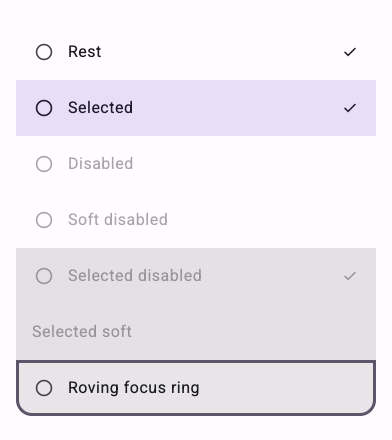 Rest
Selected
Disabled
Soft disabled
Selected disabled
Selected soft
Roving focus ring